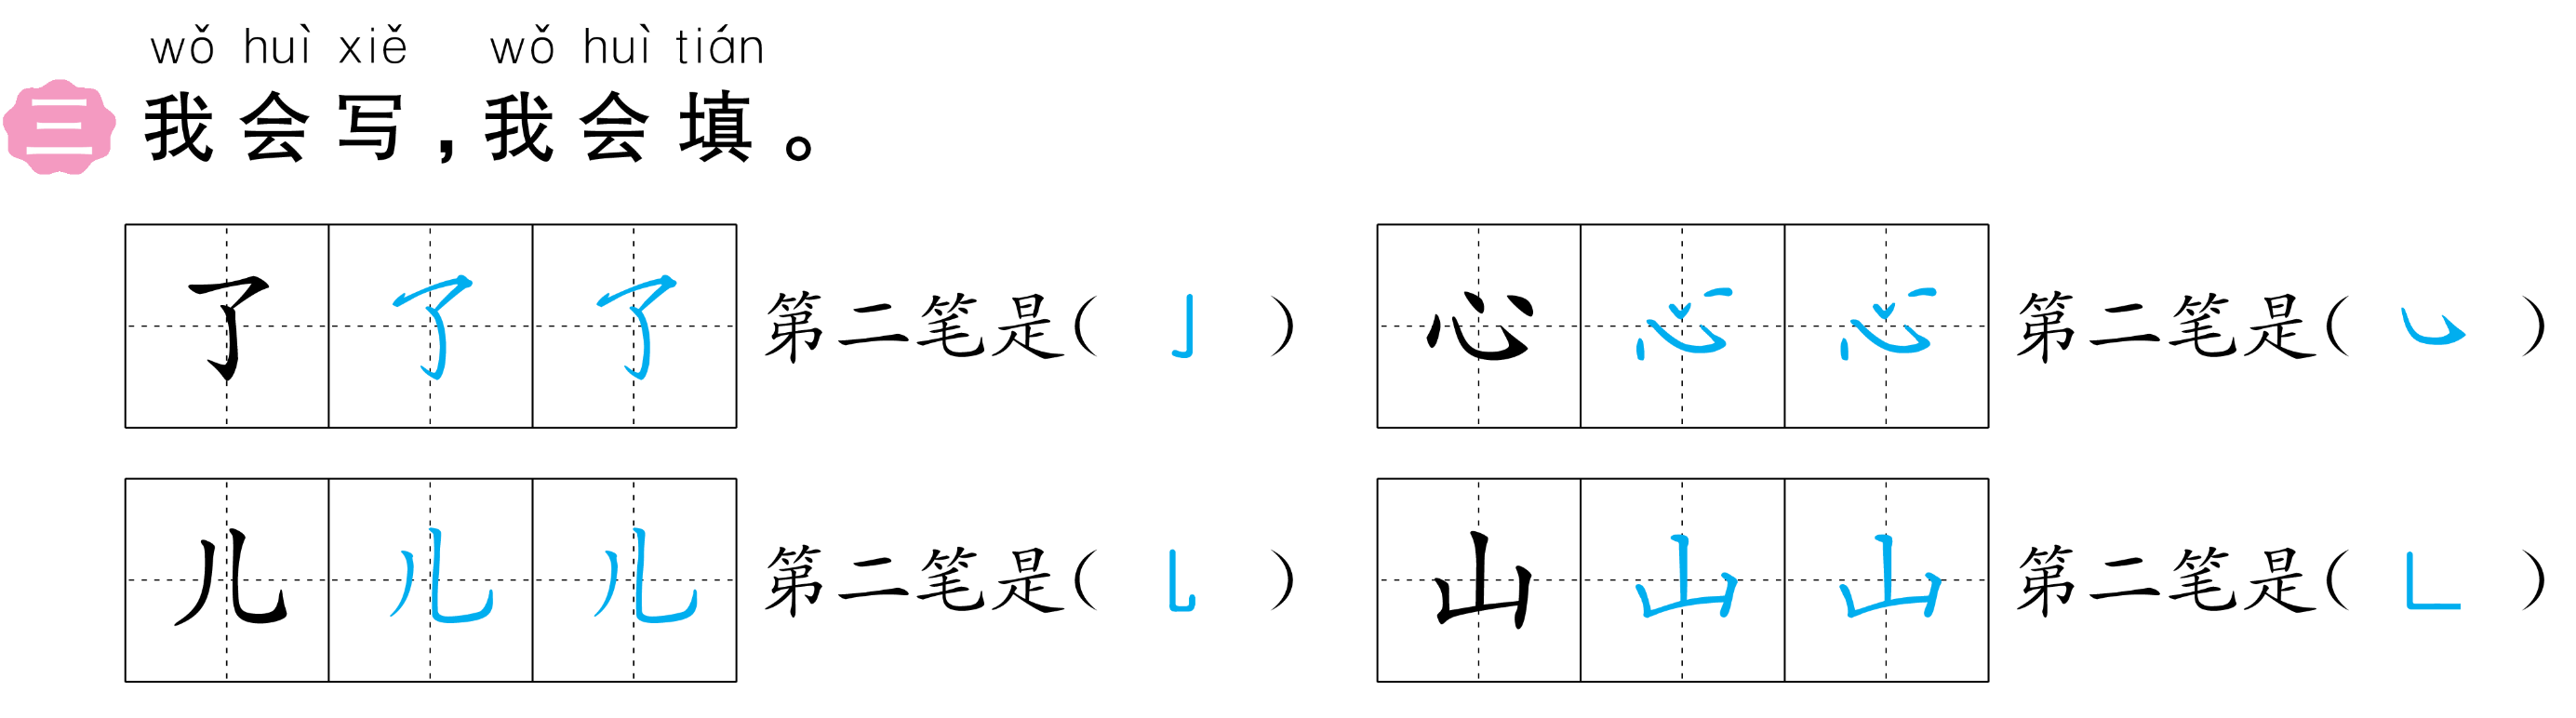 wǒ huì xiě wǒ huì tián
三 我会写，我会填。
了 了 了 第二笔是（亅） 心 心 心 第二笔是（㇃）
儿 儿 儿 第二笔是（乚） 山 山 山 第二笔是（㇗）